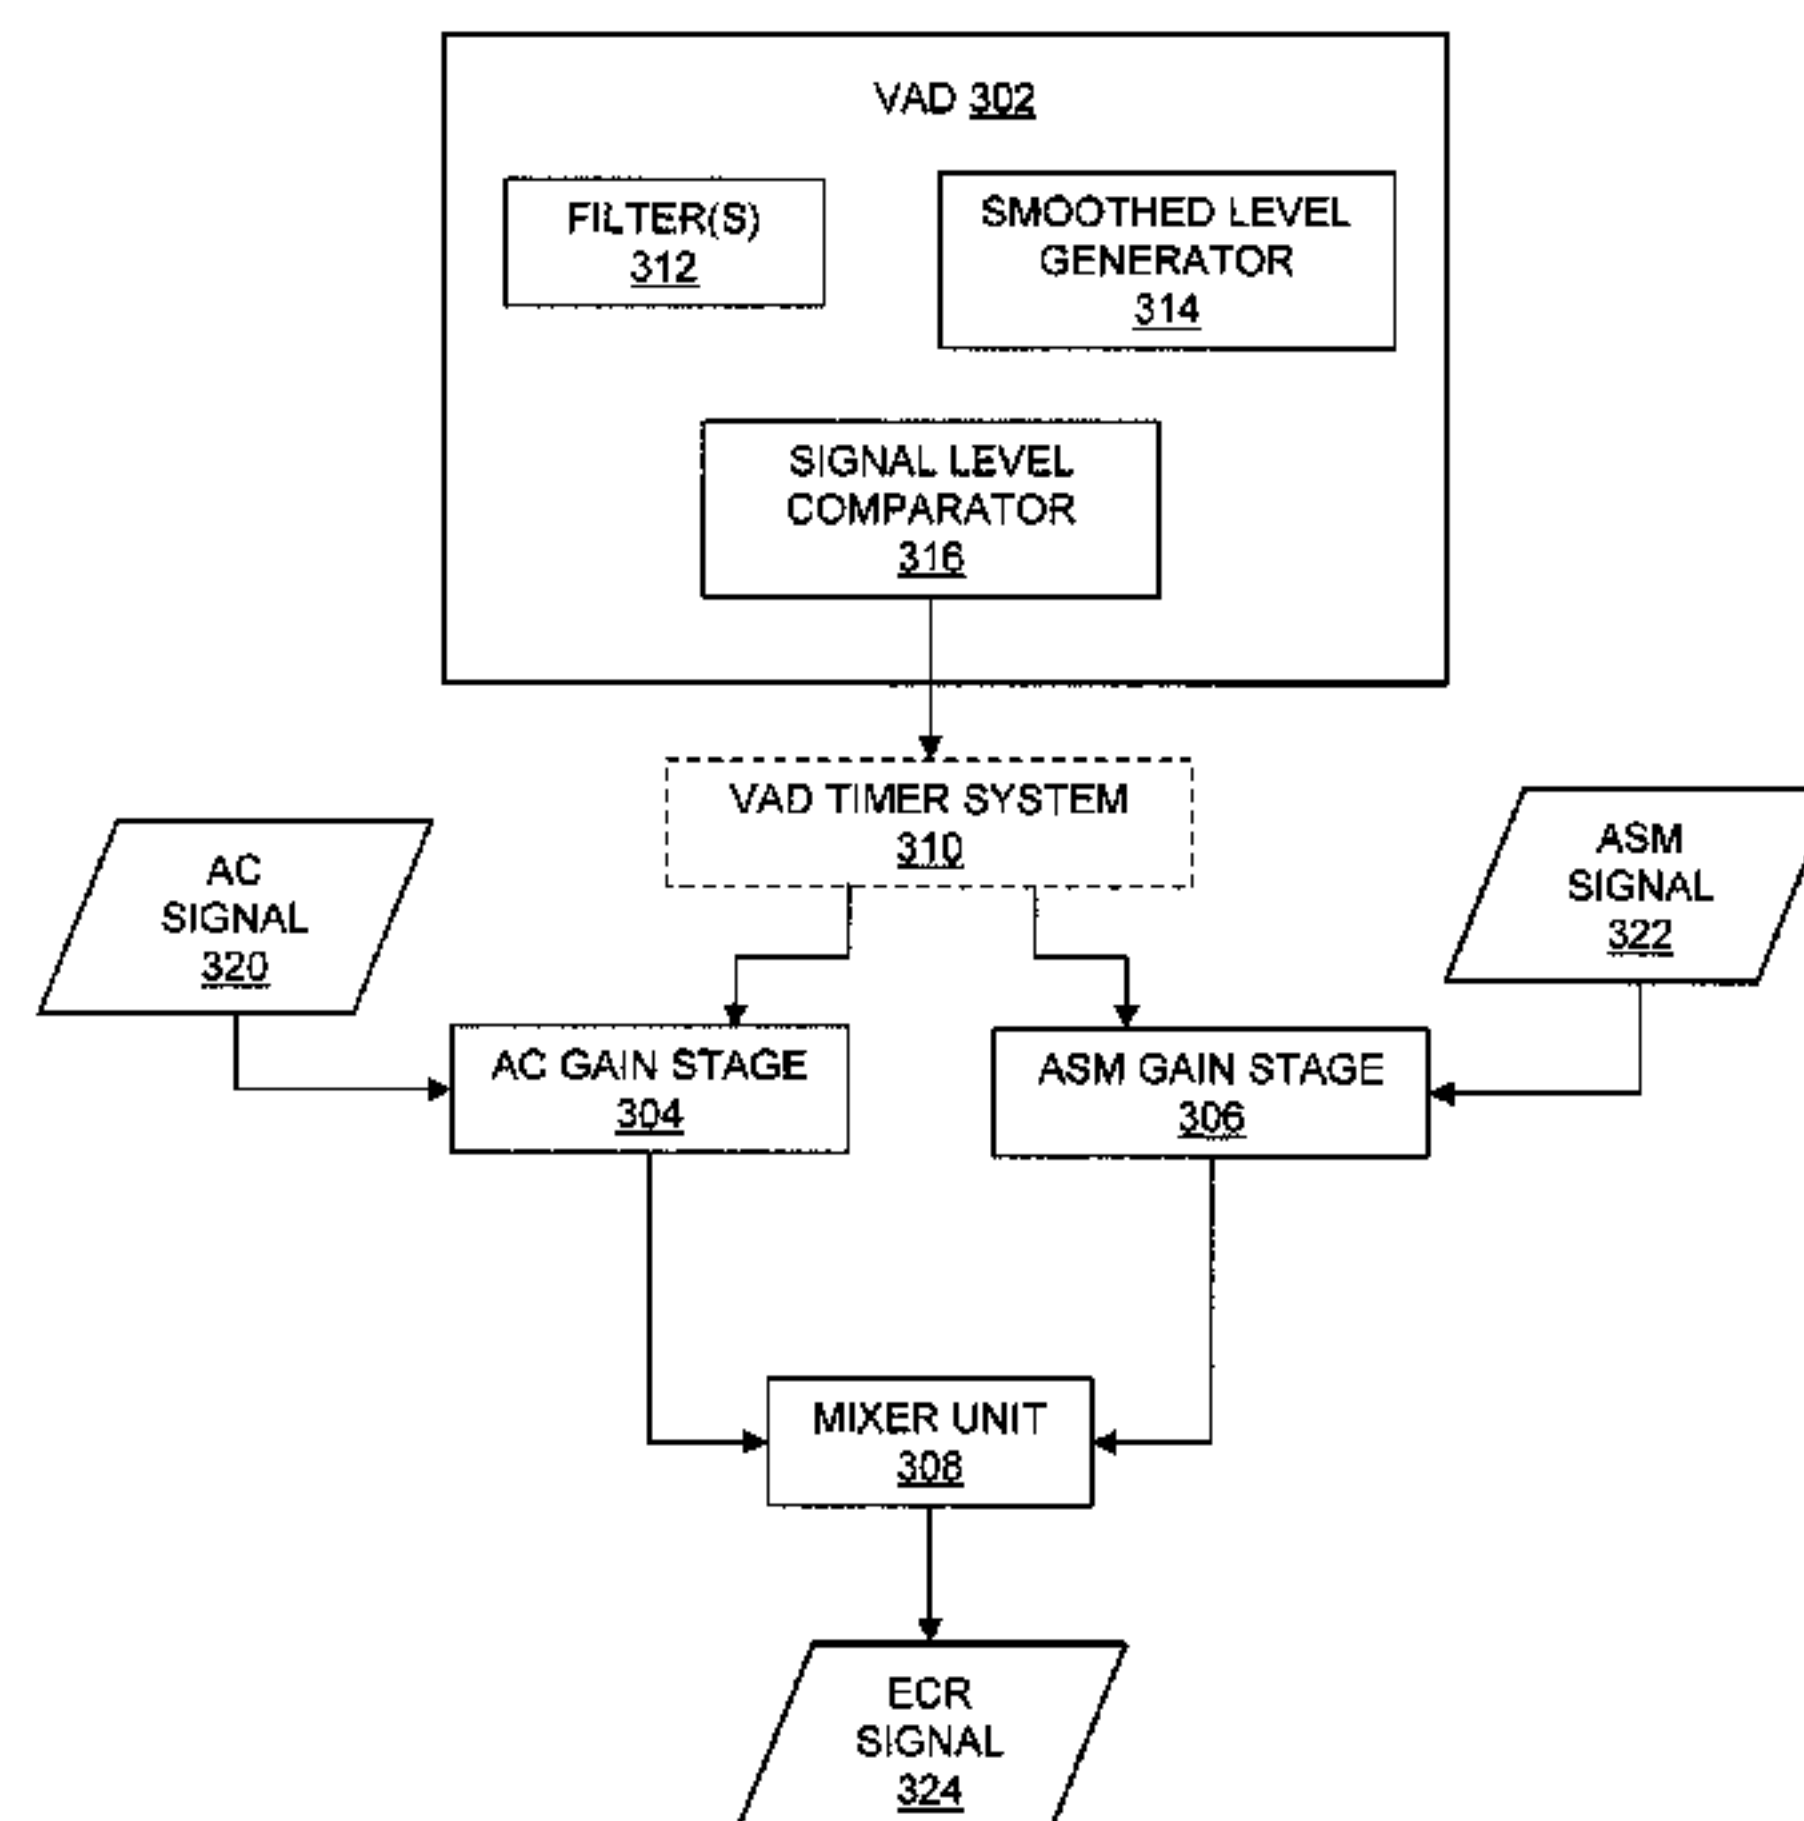 VAD 302
FILTER(S)
312
SMOOTHED LEVEL
GENERATOR
314
SIGNAL LEVEL
COMPARATOR
316
VAD TIMER SYSTEM
310
AC
SIGNAL
320
ASM
SIGNAL
322
AC GAIN STAGE
304
ASM GAIN STAGE
306
MIXER UNIT
308
ECR
SIGNAL
324